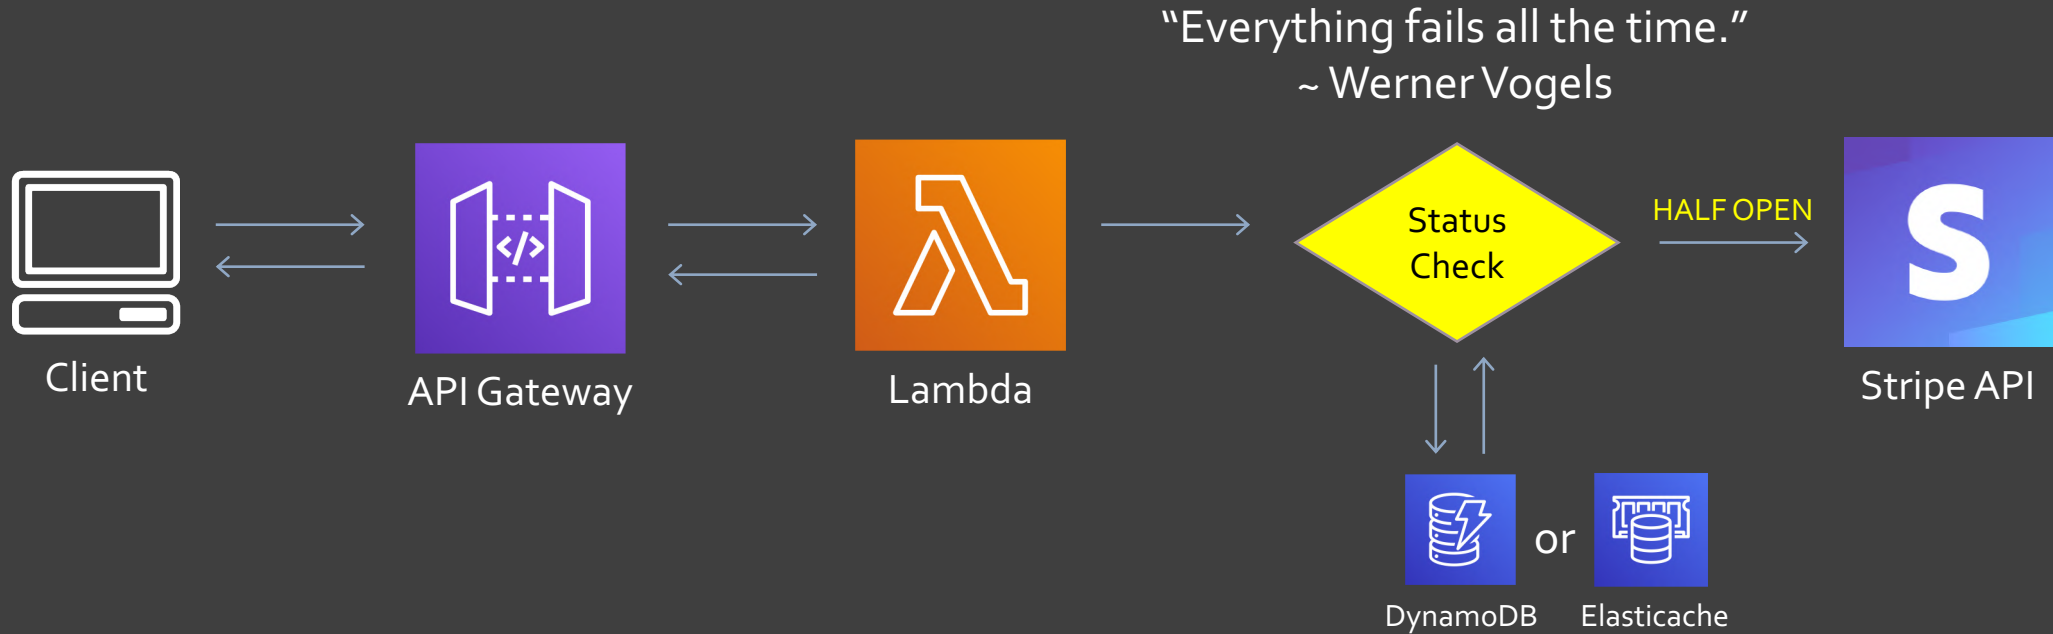 “Everything fails all the time.”
~ Werner Vogels
Client
API Gateway
</>
Lambda
Status
Check
HALF OPEN
S
Stripe API
or
DynamoDB
Elasticache